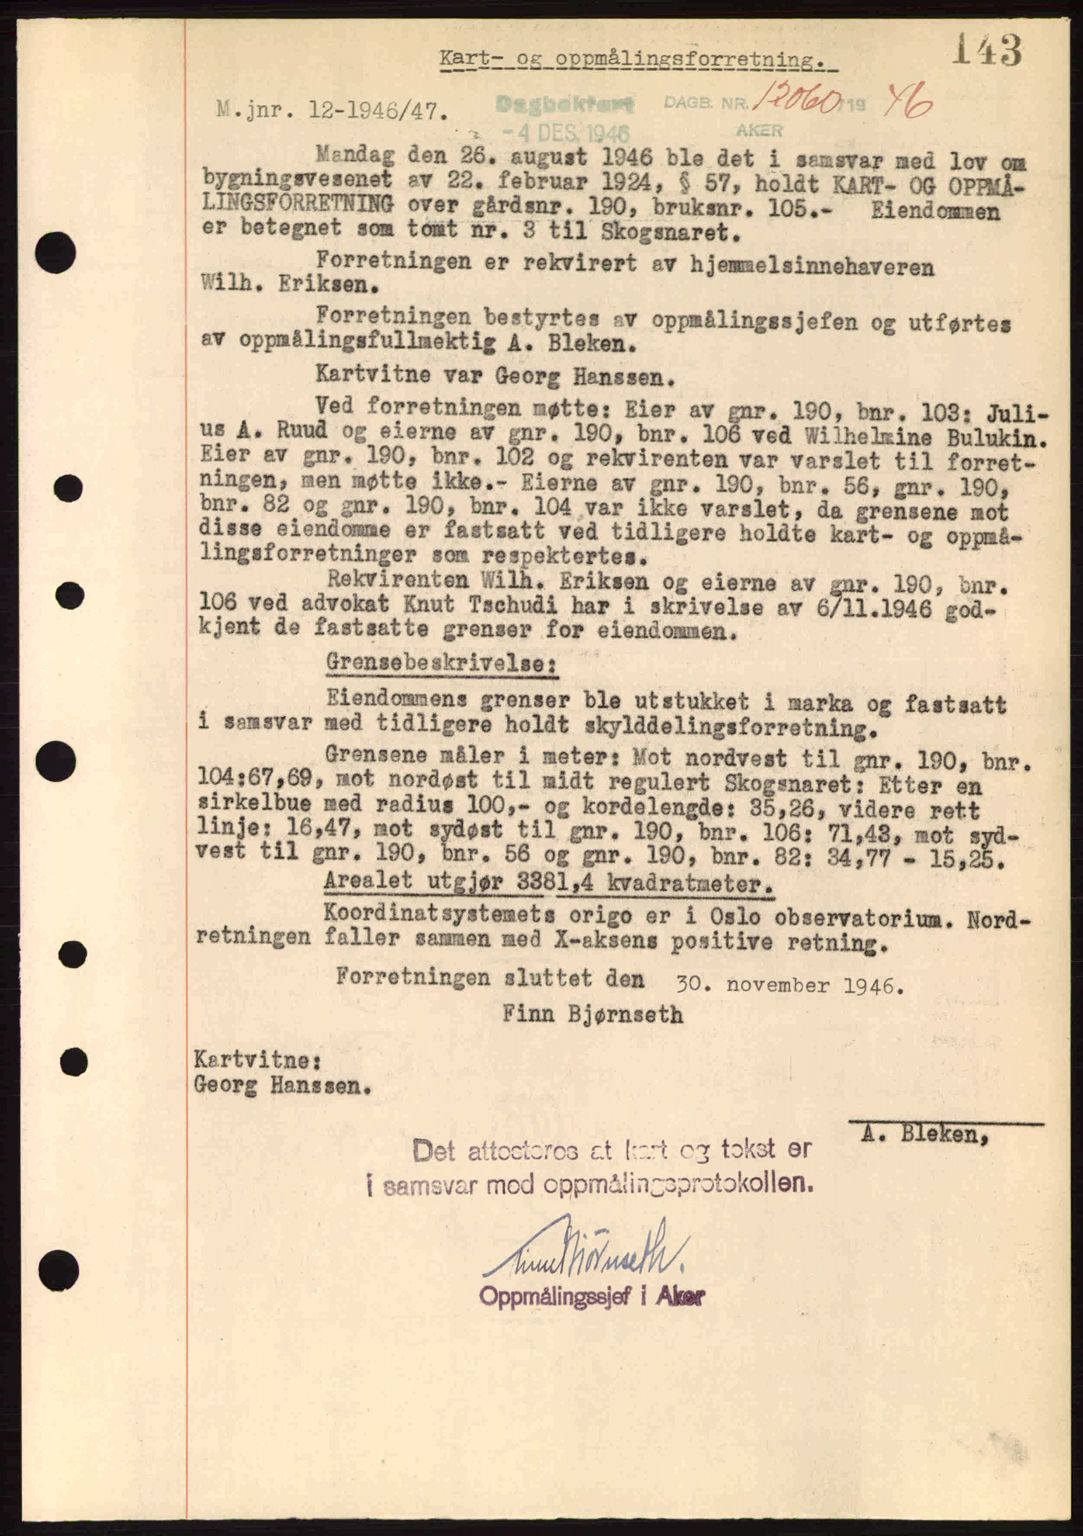 143
Kart- og oppmålingsforretning.
M.jnr. 12-1946/47. Dagbokført DAGB. NR. 12060/19 46
- 4 DES. 1946 AKER
Mandag den 26. august 1946 ble det i samsvar med lov om
bygningsvesenet av 22. februar 1924, § 57, holdt KART- OG OPPMÅ-
LINGSFORRETNING over gårdsnr. 190, bruksnr. 105.- Eiendommen
er betegnet som tomt nr. 3 til Skogsnaret.
Forretningen er rekvirert av hjemmelsinnehaveren
Wilh. Eriksen.
Forretningen bestyrtes av oppmålingssjefen og utførtes
av oppmålingsfullmektig A. Bleken.
Kartvitne var Georg Hanssen.
Ved forretningen møtte: Eier av gnr. 190, bnr. 103: Juli-
us A. Ruud og eierne av gnr. 190, bnr. 106 ved Wilhelmine Bulukin.
Eier av gnr. 190, bnr. 102 og rekvirenten var varslet til forret-
ningen, men møtte ikke.- Eierne av gnr. 190, bnr. 56, gnr. 190,
bnr. 82 og gnr. 190, bnr. 104 var ikke varslet, da grensene mot
disse eiendomme er fastsatt ved tidligere holdte kart- og oppmå-
lingsforretninger som respektertes.
Rekvirenten Wilh. Eriksen og eierne av gnr. 190, bnr.
106 ved advokat Knut Tschudi har i skrivelse av 6/11.1946 god-
kjent de fastsatte grenser for eiendommen.
Grensebeskrivelse:
Eiendommens grenser ble utstukket i marka og fastsatt
i samsvar med tidligere holdt skylddelingsforretning.
Grensene måler i meter: Mot nordvest til gnr. 190, bnr.
104:67,69, mot nordøst til midt regulert Skogsnaret: Etter en
sirkelbue med radius 100,- og kordelengde: 35,26, videre rett
linje: 16,47, mot sydøst til gnr. 190, bnr. 106: 71,43, mot syd-
vest til gnr. 190, bnr. 56 og gnr. 190, bnr. 82: 34,77 - 15,25.
Arealet utgjør 3381,4 kvadratmeter.
Koordinatsystemets origo er i Oslo observatorium. Nord-
retningen faller sammen med X-aksens positive retning.
Forretningen sluttet den 30. november 1946.
Finn Bjørnseth
Kartvitne:
Georg Hanssen.
A. Bleken,
Det attesteres at kart og tekst er
i samsvar med oppmålingsprotokollen.
Finn Bjørnseth.
Oppmålingssjef i Aker